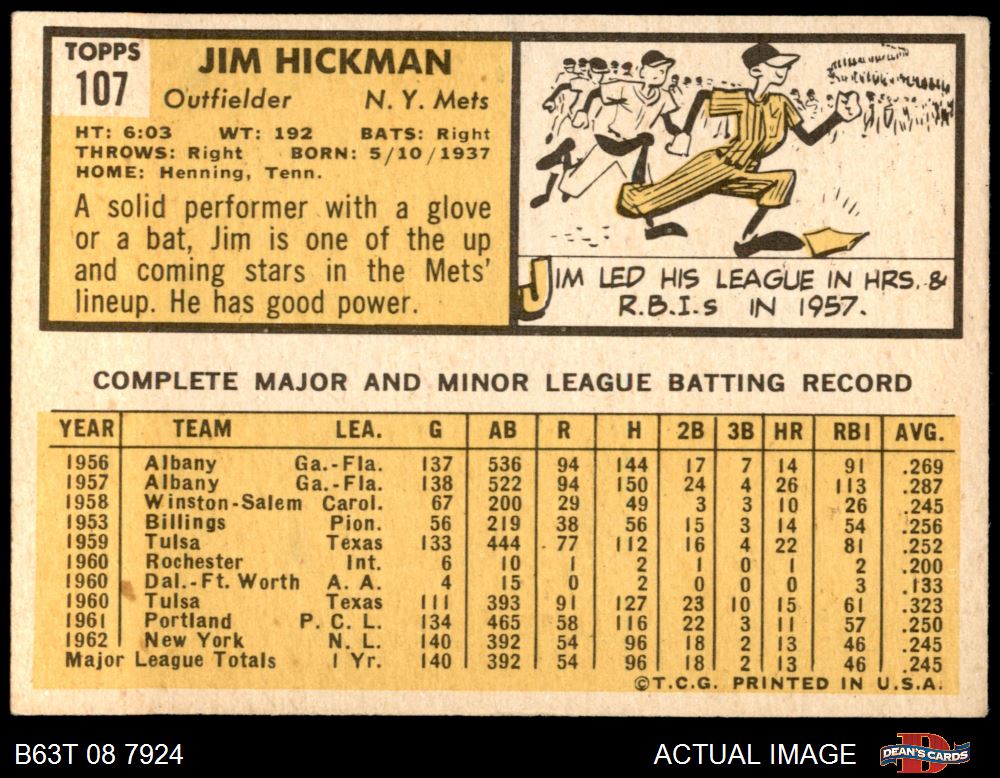 TOPPS
107
JIM HICKMAN
Outfielder N. Y. Mets
HT: 6:03 WT: 192 BATS: Right
THROWS: Right BORN: 5/10/1937
HOME: Henning, Tenn.
A solid performer with a glove
or a bat, Jim is one of the up
and coming stars in the Mets'
lineup. He has good power.
JIM LED HIS LEAGUE IN HRS. &
R.B.I.s IN 1957.
COMPLETE MAJOR AND MINOR LEAGUE BATTING RECORD
YEAR TEAM LEA. G AB R H 2B 3B HR RBI AVG.
1956 Albany Ga.-Fla. 137 536 94 144 17 7 14 91 .269
1957 Albany Ga.-Fla. 138 522 94 150 24 4 26 113 .287
1958 Winston-Salem Carol. 67 200 29 49 3 3 10 26 .245
1953 Billings Pion. 56 219 38 56 15 3 14 54 .256
1959 Tulsa Texas 133 444 77 112 16 4 22 81 .252
1960 Rochester Int. 6 10 1 2 1 0 1 2 .200
1960 Dal.-Ft. Worth A. A. 4 15 0 2 0 0 0 3 .133
1960 Tulsa Texas 111 393 91 127 23 10 15 61 .323
1961 Portland P. C. L. 134 465 58 116 22 3 11 57 .250
1962 New York N. L. 140 392 54 96 18 2 13 46 .245
Major League Totals 1 Yr. 140 392 54 96 18 2 13 46 .245
©T.C.G. PRINTED IN U.S.A.
B63T 08 7924 ACTUAL IMAGE DEAN'S CARDS